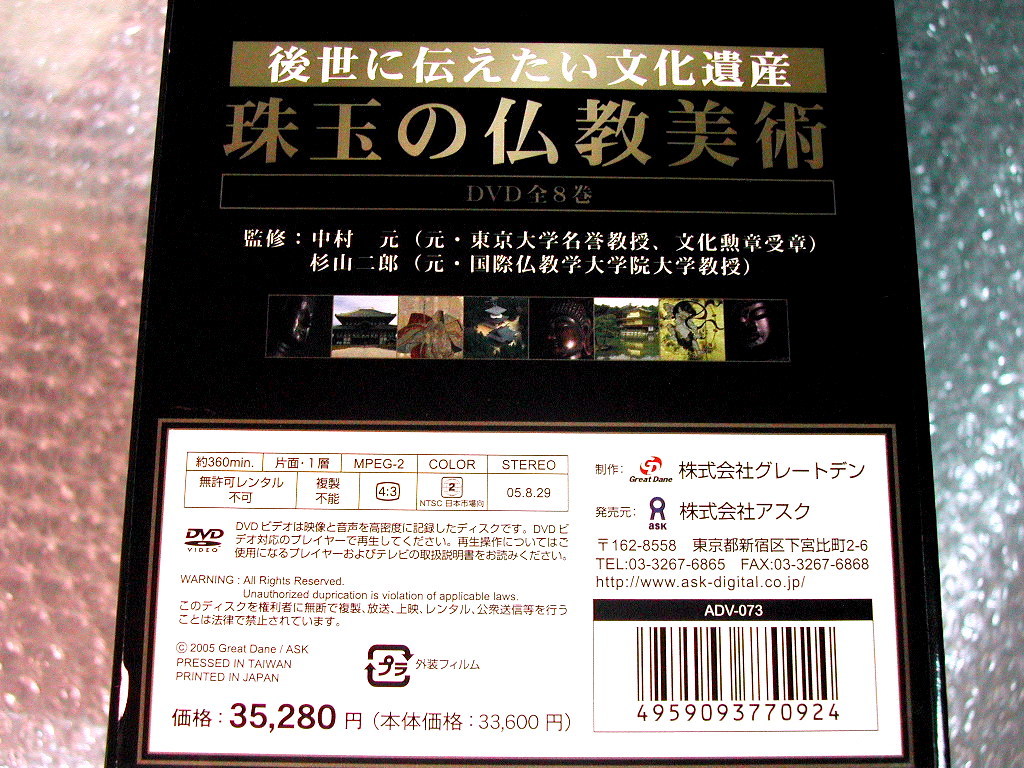 後世に伝えたい文化遺産
珠玉の仏教美術
DVD全8巻
監修：中村　元（元・東京大学名誉教授、文化勲章受章）
杉山二郎（元・国際仏教学大学院大学教授）
約360min.
片面・1層
MPEG-2
COLOR
STEREO
無許可レンタル
不可
複製
不能
4:3
2
NTSC 日本市場向
05.8.29
DVD
VIDEO
DVDビデオは映像と音声を高密度に記録したディスクです。DVDビ
デオ対応のプレイヤーで再生してください。再生操作についてはご
使用になるプレイヤーおよびテレビの取扱説明書をお読みください。
WARNING : All Rights Reserved.
Unauthorized duprication is violation of applicable laws.
このディスクを権利者に無断で複製、放送、上映、レンタル、公衆送信等を行う
ことは法律で禁止されています。
Ⓒ 2005 Great Dane / ASK
PRESSED IN TAIWAN
PRINTED IN JAPAN
プラ
外装フィルム
価格：35,280円（本体価格：33,600円）
制作：
Great Dane
株式会社グレートデン
発売元：
ASK
株式会社アスク
〒162-8558　東京都新宿区下宮比町2-6
TEL:03-3267-6865　FAX:03-3267-6868
http://www.ask-digital.co.jp/
ADV-073
4959093770924